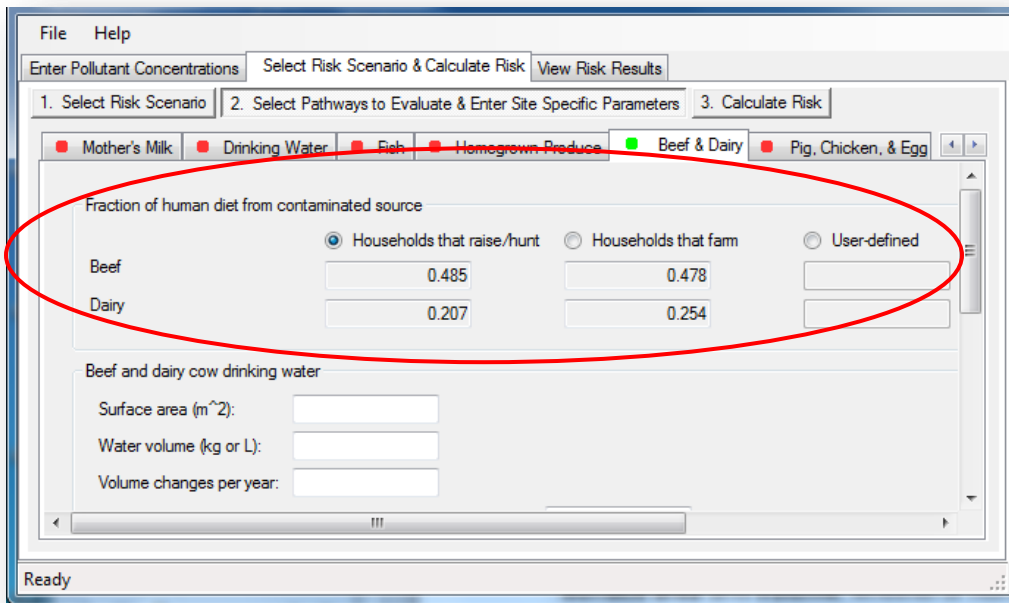 File Help
Enter Pollutant Concentrations Select Risk Scenario & Calculate Risk View Risk Results
1. Select Risk Scenario 2. Select Pathways to Evaluate & Enter Site Specific Parameters 3. Calculate Risk
Mother's Milk Drinking Water Fish Homegrown Produce Beef & Dairy Pig, Chicken, & Egg
Fraction of human diet from contaminated source
Households that raise/hunt Households that farm User-defined
Beef 0.485 0.478
Dairy 0.207 0.254
Beef and dairy cow drinking water
Surface area (m^2):
Water volume (kg or L):
Volume changes per year:
Ready